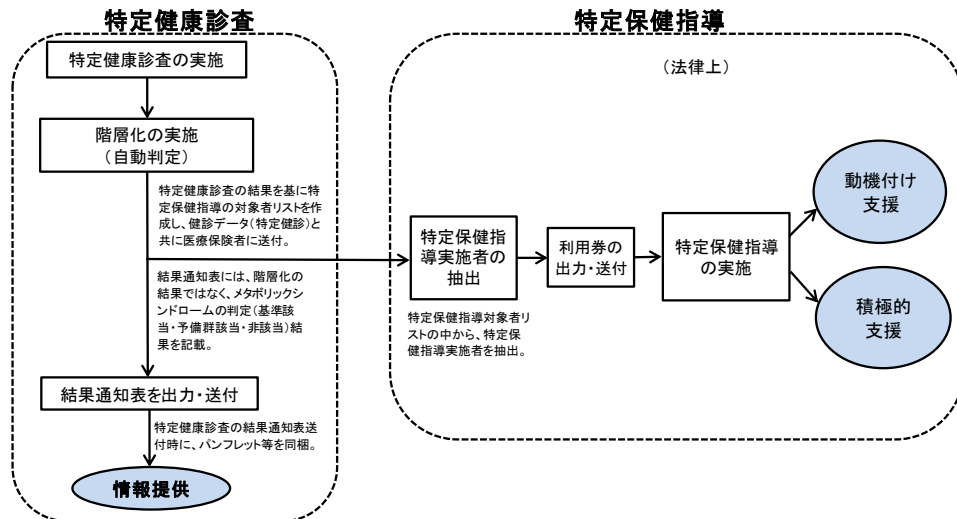 特定健康診査
特定健康診査の実施
階層化の実施
（自動判定）
特定健康診査の結果を基に特
定保健指導の対象者リストを作
成し、健診データ（特定健診）と
共に医療保険者に送付。
結果通知表には、階層化の
結果ではなく、メタボリックシ
ンドロームの判定（基準該
当・予備群該当・非該当）結
果を記載。
結果通知表を出力・送付
特定健康診査の結果通知表送
付時に、パンフレット等を同梱。
情報提供
特定保健指導
（法律上）
特定保健指
導実施者の
抽出
特定保健指導対象者リ
ストの中から、特定保
健指導実施者を抽出。
利用券の
出力・送付
特定保健指導
の実施
動機付け
支援
積極的
支援